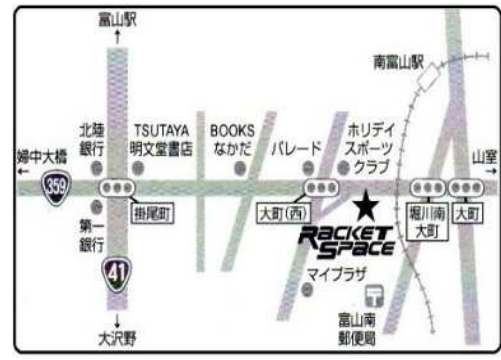 富山駅
↑
南富山駅
北陸
銀行
TSUTAYA
明文堂書店
BOOKS
なかだ
パレード
ホリデイ
スポーツ
クラブ
婦中大橋
←
山室
→
359
掛尾町
大町(西)
堀川南
大町
大町
第一
銀行
RACKET
SPACE
41
マイプラザ
富山南
郵便局
↓
大沢野